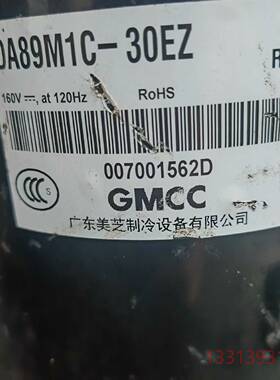 DA89M1C-30EZ
R
160V⎓, at 120Hz RoHS
007001562D
CCC S
GMCC
广东美芝制冷设备有限公司